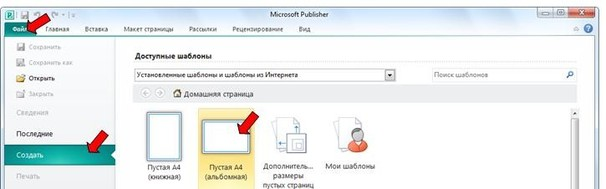 Microsoft Publisher
Файл Главная Вставка Макет страницы Рассылки Рецензирование Вид
Сохранить
Сохранить как
Открыть
Закрыть
Сведения
Последние
Создать
Печать
Доступные шаблоны
Установленные шаблоны и шаблоны из Интернета
Поиск шаблонов
Домашняя страница
Пустая A4
(книжная)
Пустая A4
(альбомная)
Дополнитель...
размеры
пустых страниц
Мои шаблоны